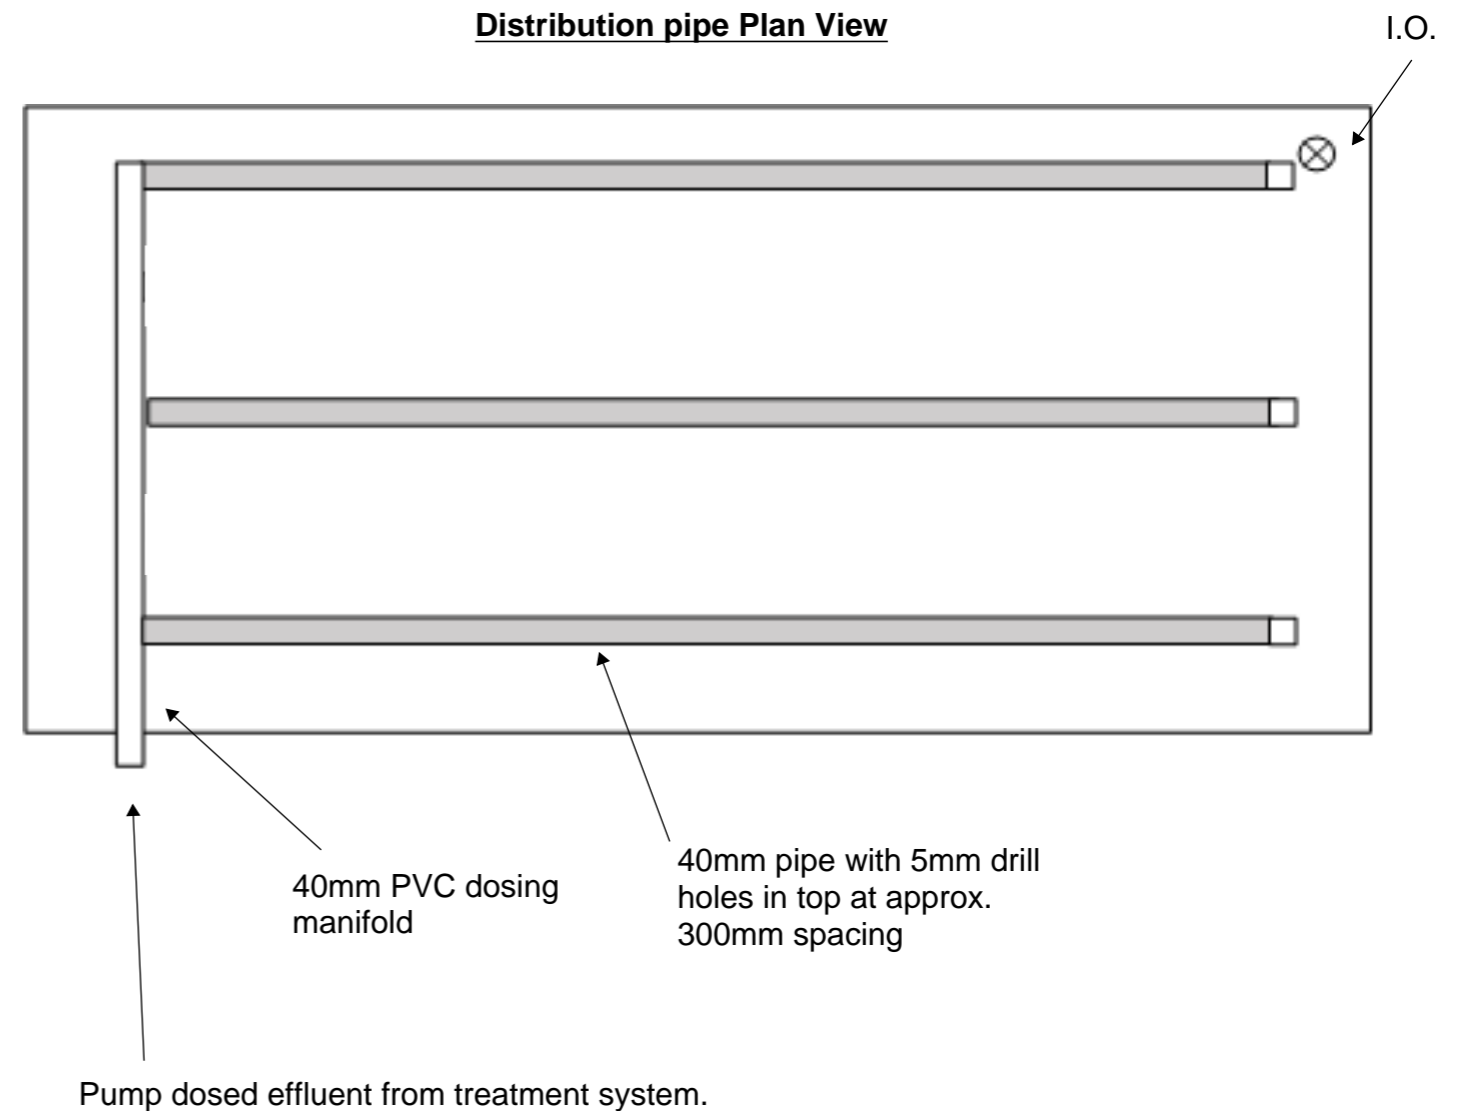 Distribution pipe Plan View
I.O.
40mm PVC dosing
manifold
40mm pipe with 5mm drill
holes in top at approx.
300mm spacing
Pump dosed effluent from treatment system.